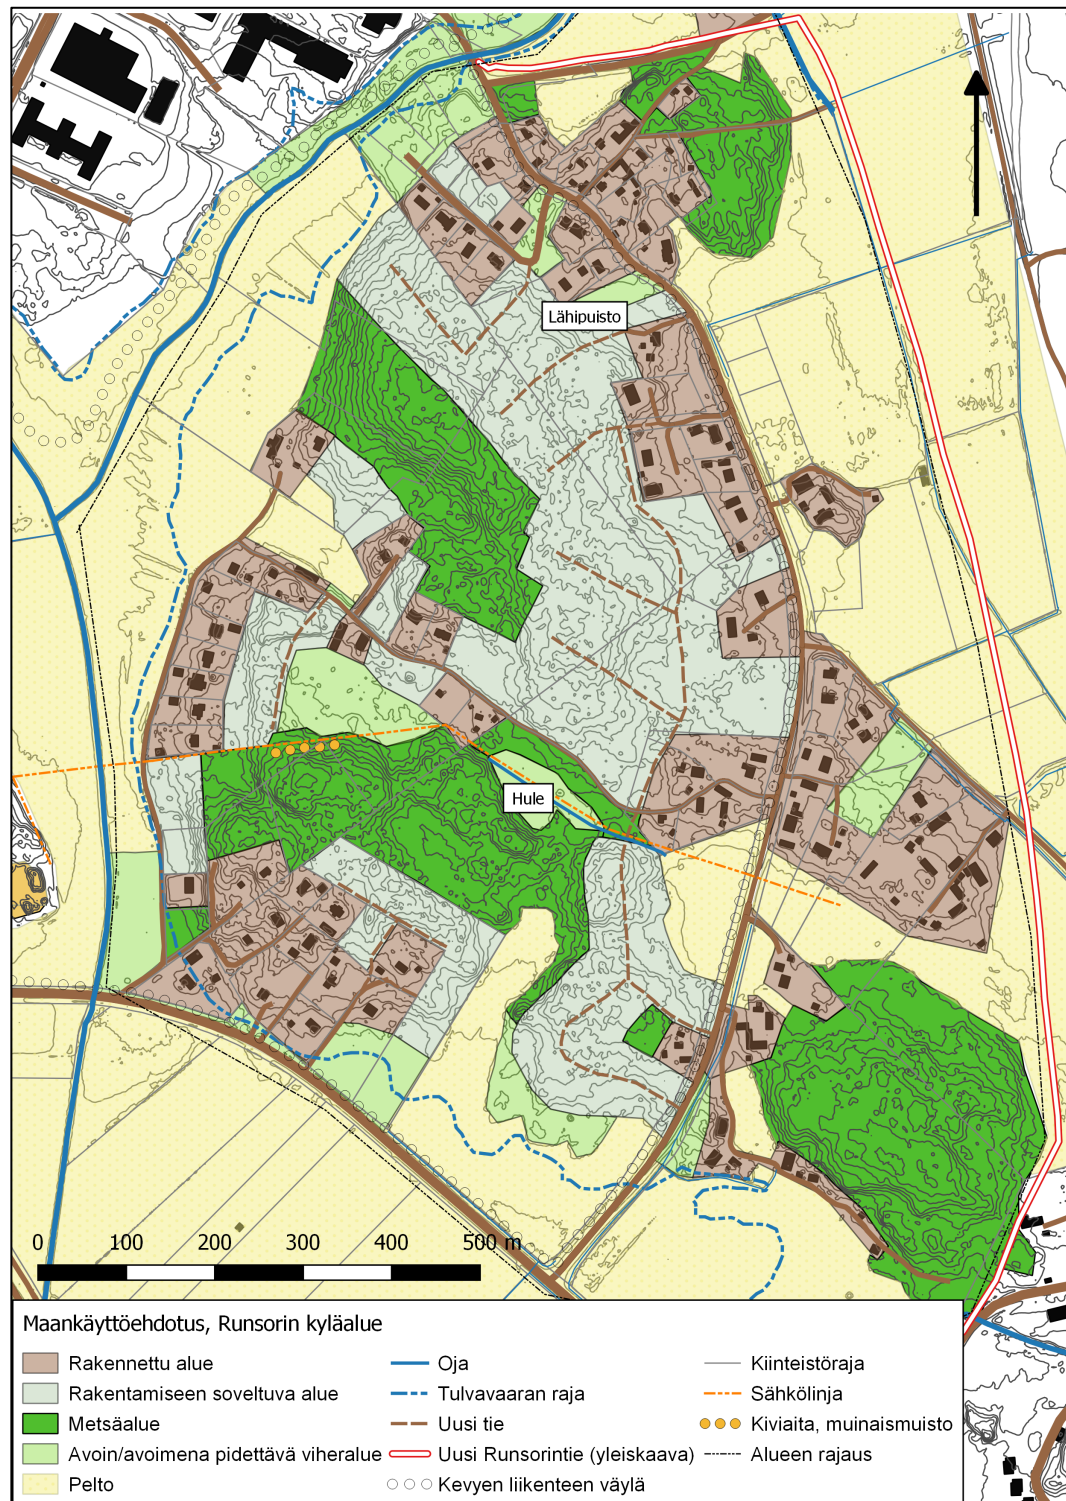 Lähipuisto
Hule
0 100 200 300 400 500 m
Maankäyttöehdotus, Runsorin kyläalue
Rakennettu alue
Rakentamiseen soveltuva alue
Metsäalue
Avoin/avoimena pidettävä viheralue
Pelto
Oja
Tulvavaaran raja
Uusi tie
Uusi Runsorintie (yleiskaava)
Kevyen liikenteen väylä
Kiinteistöraja
Sähkölinja
Kiviaita, muinaismuisto
Alueen rajaus